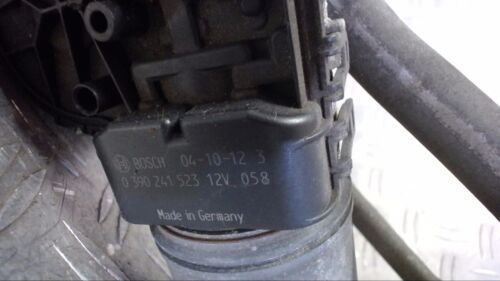 BOSCH 04-10-12 3
0 390 241 523 12V 058
Made in Germany